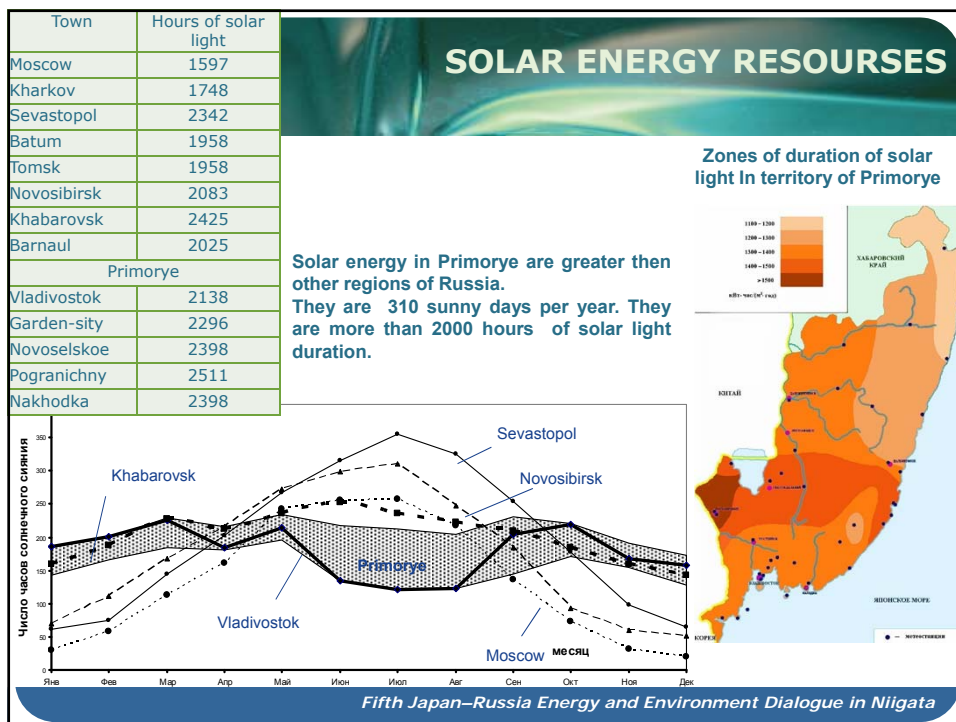 Town Hours of solar
light
Moscow 1597
Kharkov 1748
Sevastopol 2342
Batum 1958
Tomsk 1958
Novosibirsk 2083
Khabarovsk 2425
Barnaul 2025
Primorye
Vladivostok 2138
Garden-sity 2296
Novoselskoe 2398
Pogranichny 2511
Nakhodka 2398
SOLAR ENERGY RESOURSES
Solar energy in Primorye are greater then
other regions of Russia.
They are 310 sunny days per year. They
are more than 2000 hours of solar light
duration.
Zones of duration of solar
light In territory of Primorye
1100 – 1200
1200 – 1300
1300 – 1400
1400 – 1500
>1500
кВт· час/(м²· год)
ХАБАРОВСКИЙ
КРАЙ
КИТАЙ
ЯПОНСКОЕ МОРЕ
КОРЕЯ
– метеостанции
Число часов солнечного сияния
350
300
250
200
150
100
50
0
Khabarovsk
Sevastopol
Novosibirsk
Primorye
Vladivostok
Moscow
месяц
Янв Фев Мар Апр Май Июн Июл Авг Сен Окт Ноя Дек
Fifth Japan–Russia Energy and Environment Dialogue in Niigata